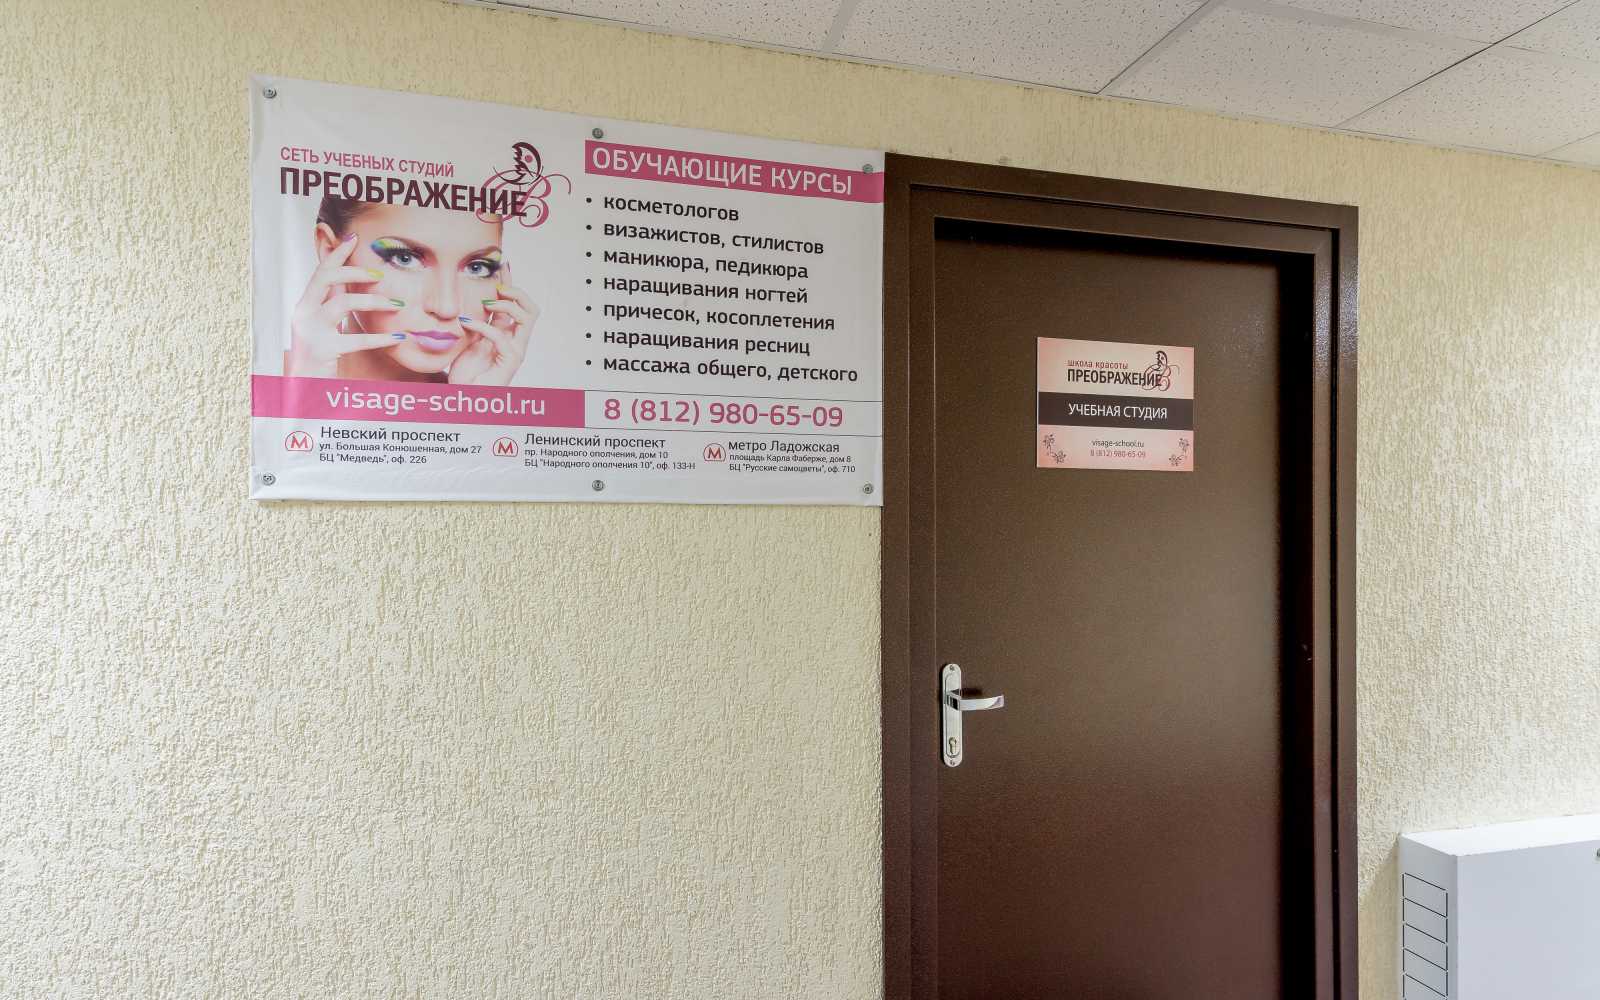 СЕТЬ УЧЕБНЫХ СТУДИЙ
ПРЕОБРАЖЕНИЕ
ОБУЧАЮЩИЕ КУРСЫ
• косметологов
• визажистов, стилистов
• маникюра, педикюра
• наращивания ногтей
• причесок, косоплетения
• наращивания ресниц
• массажа общего, детского
visage-school.ru
8 (812) 980-65-09
М Невский проспект
ул. Большая Конюшенная, дом 27
БЦ "Медведь", оф. 226
М Ленинский проспект
пр. Народного ополчения, дом 10
БЦ "Народного ополчения 10", оф. 133-Н
М метро Ладожская
площадь Карла Фаберже, дом 8
БЦ "Русские самоцветы", оф. 710
школа красоты
ПРЕОБРАЖЕНИЕ
УЧЕБНАЯ СТУДИЯ
visage-school.ru
8 (812) 980-65-09